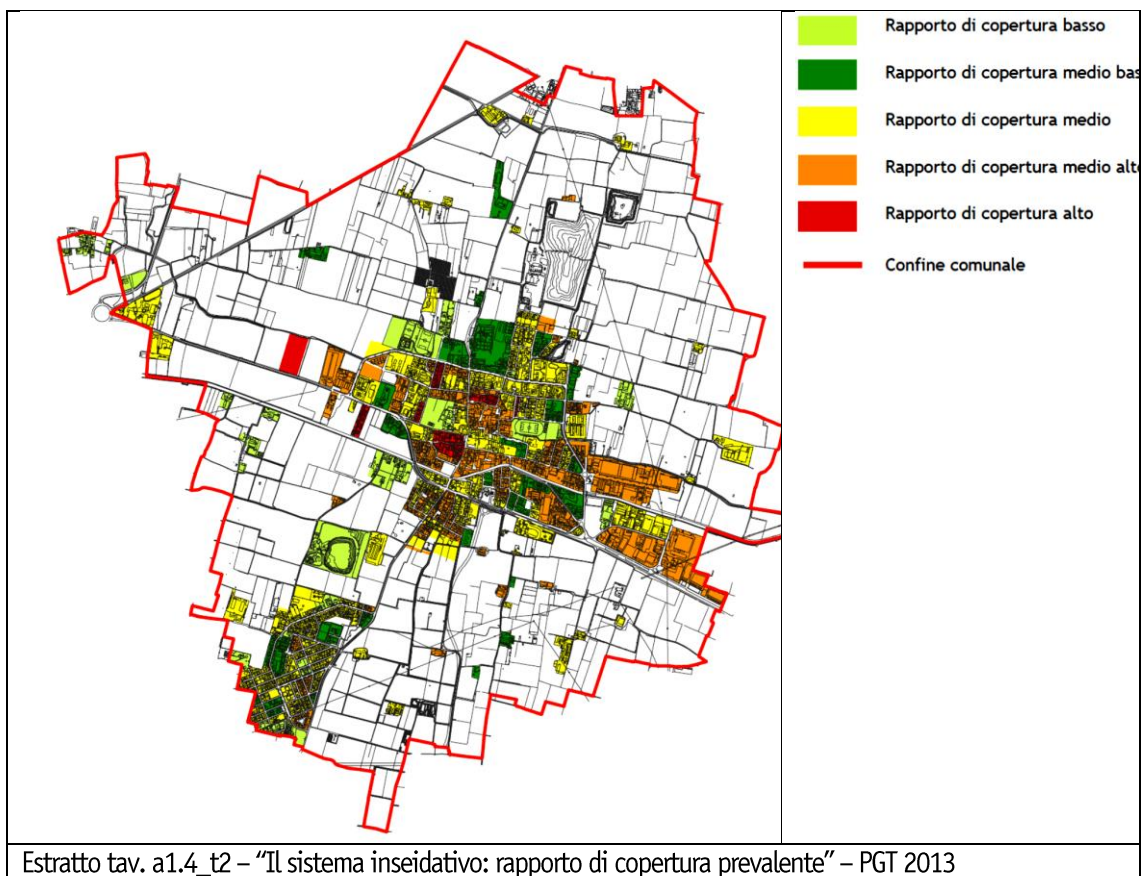 Rapporto di copertura basso
Rapporto di copertura medio bas
Rapporto di copertura medio
Rapporto di copertura medio alt
Rapporto di copertura alto
Confine comunale
Estratto tav. a1.4_t2 – “Il sistema inseidativo: rapporto di copertura prevalente” – PGT 2013